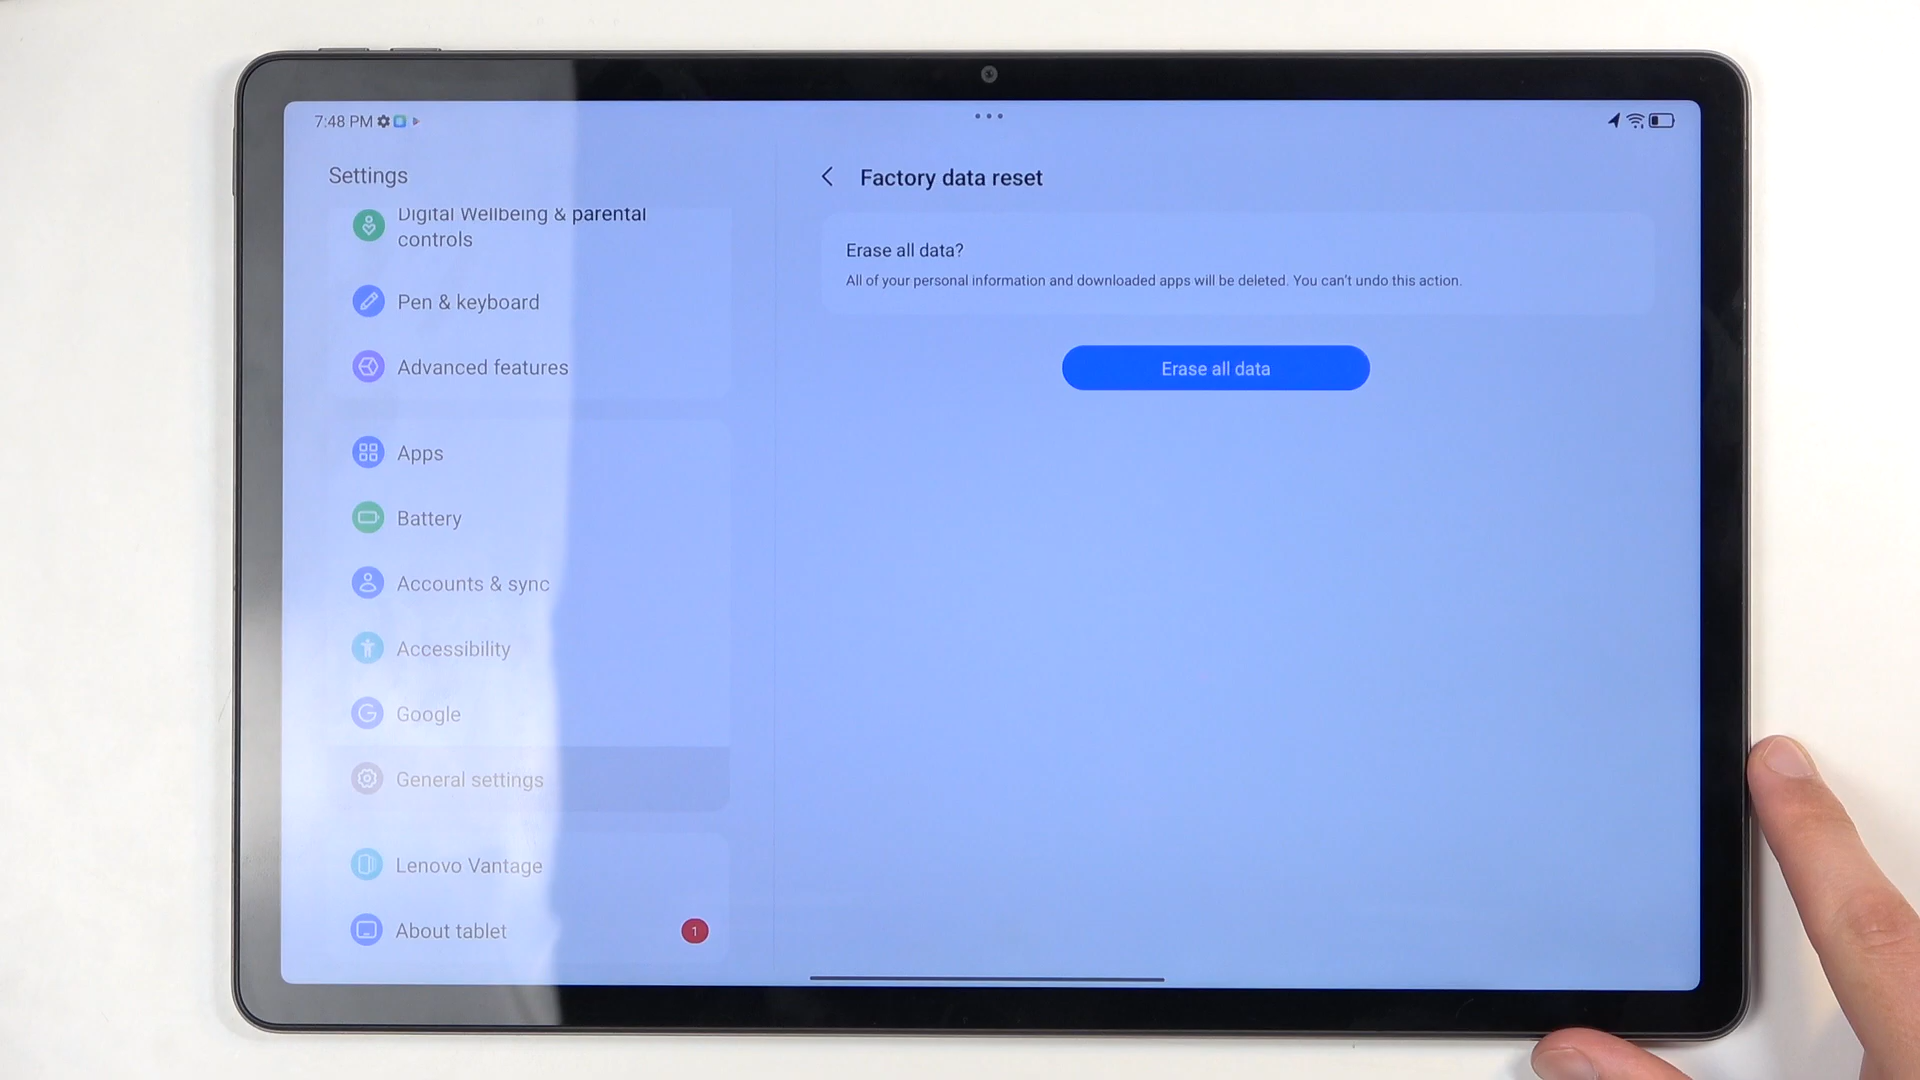 7:48 PM
Settings
Digital Wellbeing & parental
controls
Pen & keyboard
Advanced features
Apps
Battery
Accounts & sync
Accessibility
Google
General settings
Lenovo Vantage
About tablet
1
Factory data reset
Erase all data?
All of your personal information and downloaded apps will be deleted. You can't undo this action.
Erase all data